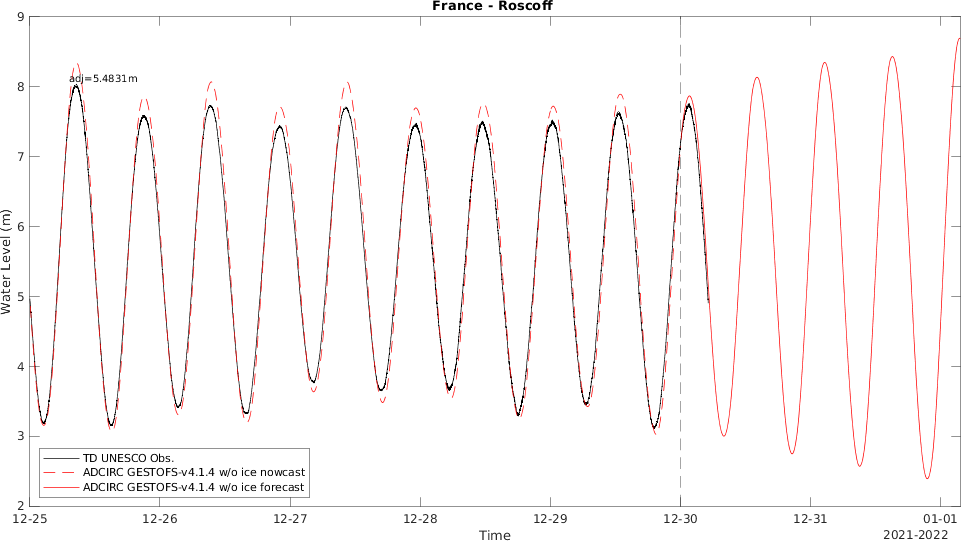 France - Roscoff
adj=5.4831m
9
8
7
6
5
4
3
2
Water Level (m)
TD UNESCO Obs.
ADCIRC GESTOFS-v4.1.4 w/o ice nowcast
ADCIRC GESTOFS-v4.1.4 w/o ice forecast
12-25 12-26 12-27 12-28 12-29 12-30 12-31 01-01
Time
2021-2022